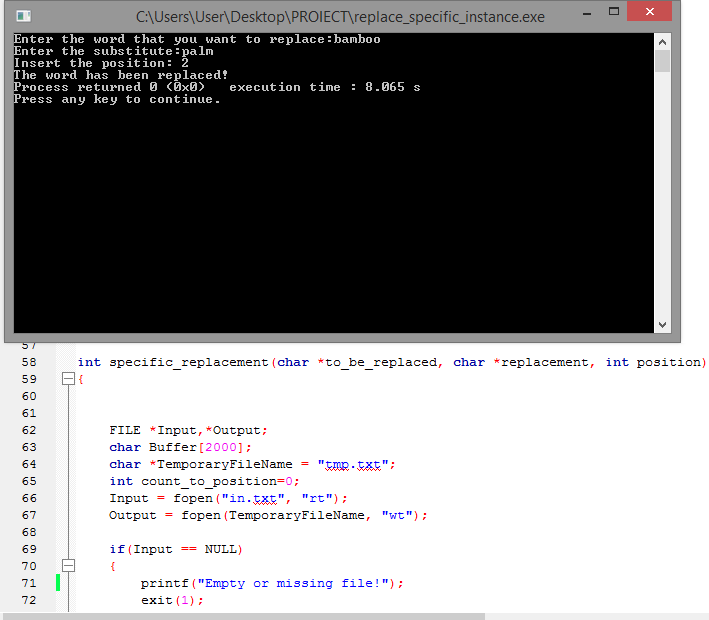 C:\Users\User\Desktop\PROIECT\replace_specific_instance.exe
Enter the word that you want to replace:bamboo
Enter the substitute:palm
Insert the position: 2
The word has been replaced!
Process returned 0 (0x0)   execution time : 8.065 s
Press any key to continue.
57
58 int specific_replacement(char *to_be_replaced, char *replacement, int position)
59 {
60
61
62     FILE *Input,*Output;
63     char Buffer[2000];
64     char *TemporaryFileName = "tmp.txt";
65     int count_to_position=0;
66     Input = fopen("in.txt", "rt");
67     Output = fopen(TemporaryFileName, "wt");
68
69     if(Input == NULL)
70     {
71         printf("Empty or missing file!");
72         exit(1);